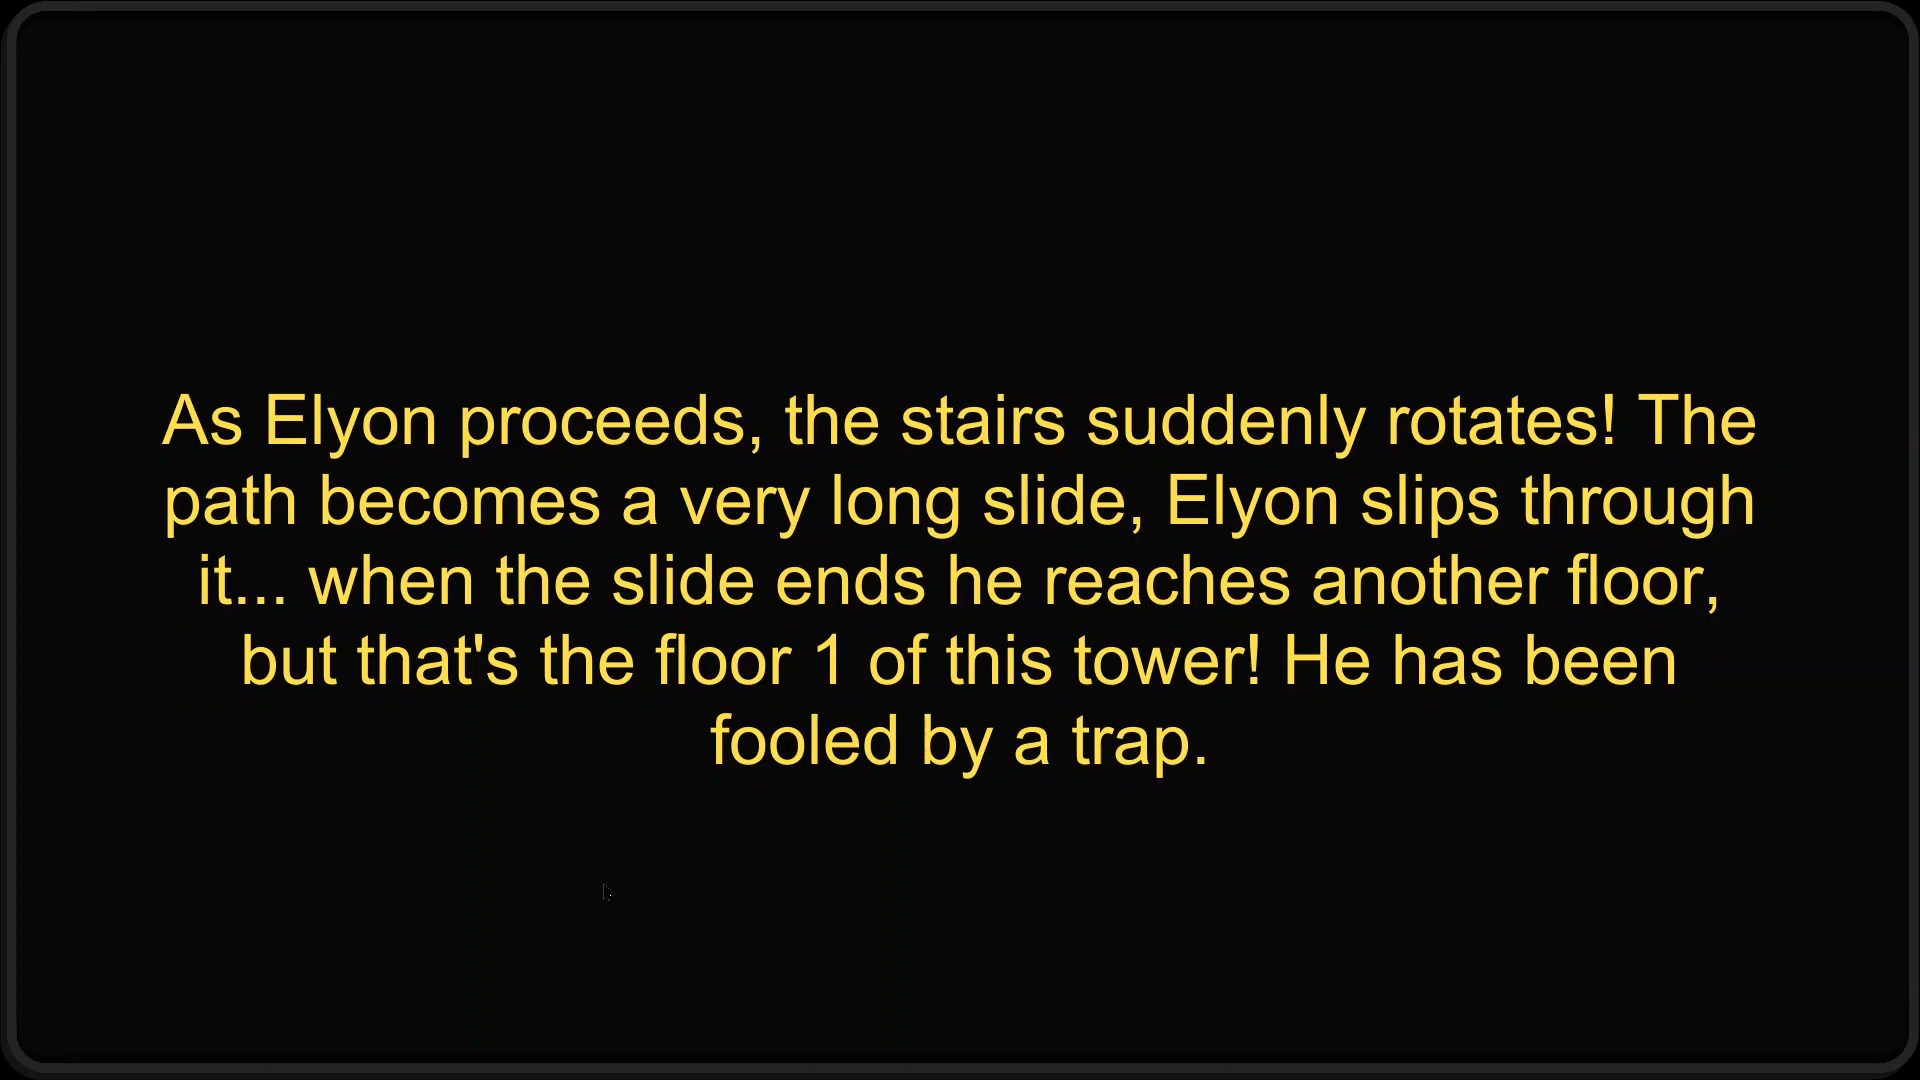 As Elyon proceeds, the stairs suddenly rotates! The
path becomes a very long slide, Elyon slips through
it... when the slide ends he reaches another floor,
but that's the floor 1 of this tower! He has been
fooled by a trap.